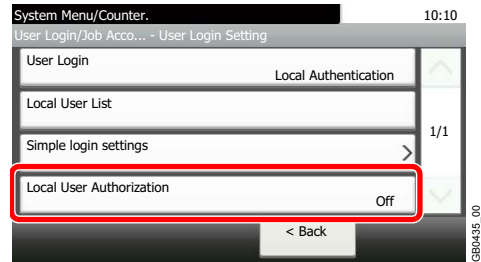 System Menu/Counter.
10:10
User Login/Job Acco... - User Login Setting
User Login
Local Authentication
Local User List
Simple login settings
1/1
Local User Authorization
Off
< Back
GB0435_00